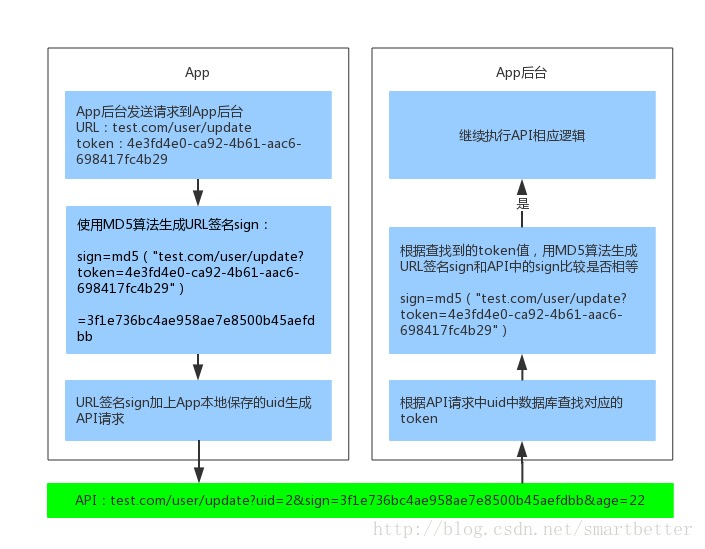 App
App后台发送请求到App后台
URL：test.com/user/update
token：4e3fd4e0-ca92-4b61-aac6-
698417fc4b29
使用MD5算法生成URL签名sign：
sign=md5（"test.com/user/update?
token=4e3fd4e0-ca92-4b61-aac6-
698417fc4b29"）
=3f1e736bc4ae958ae7e8500b45aefd
bb
URL签名sign加上App本地保存的uid生成
API请求
App后台
继续执行API相应逻辑
是
根据查找到的token值，用MD5算法生成
URL签名sign和API中的sign比较是否相等
sign=md5（"test.com/user/update?
token=4e3fd4e0-ca92-4b61-aac6-
698417fc4b29"）
根据API请求中uid中数据库查找对应的
token
API：test.com/user/update?uid=2&sign=3f1e736bc4ae958ae7e8500b45aefdbb&age=22
http://blog.csdn.net/smartbetter